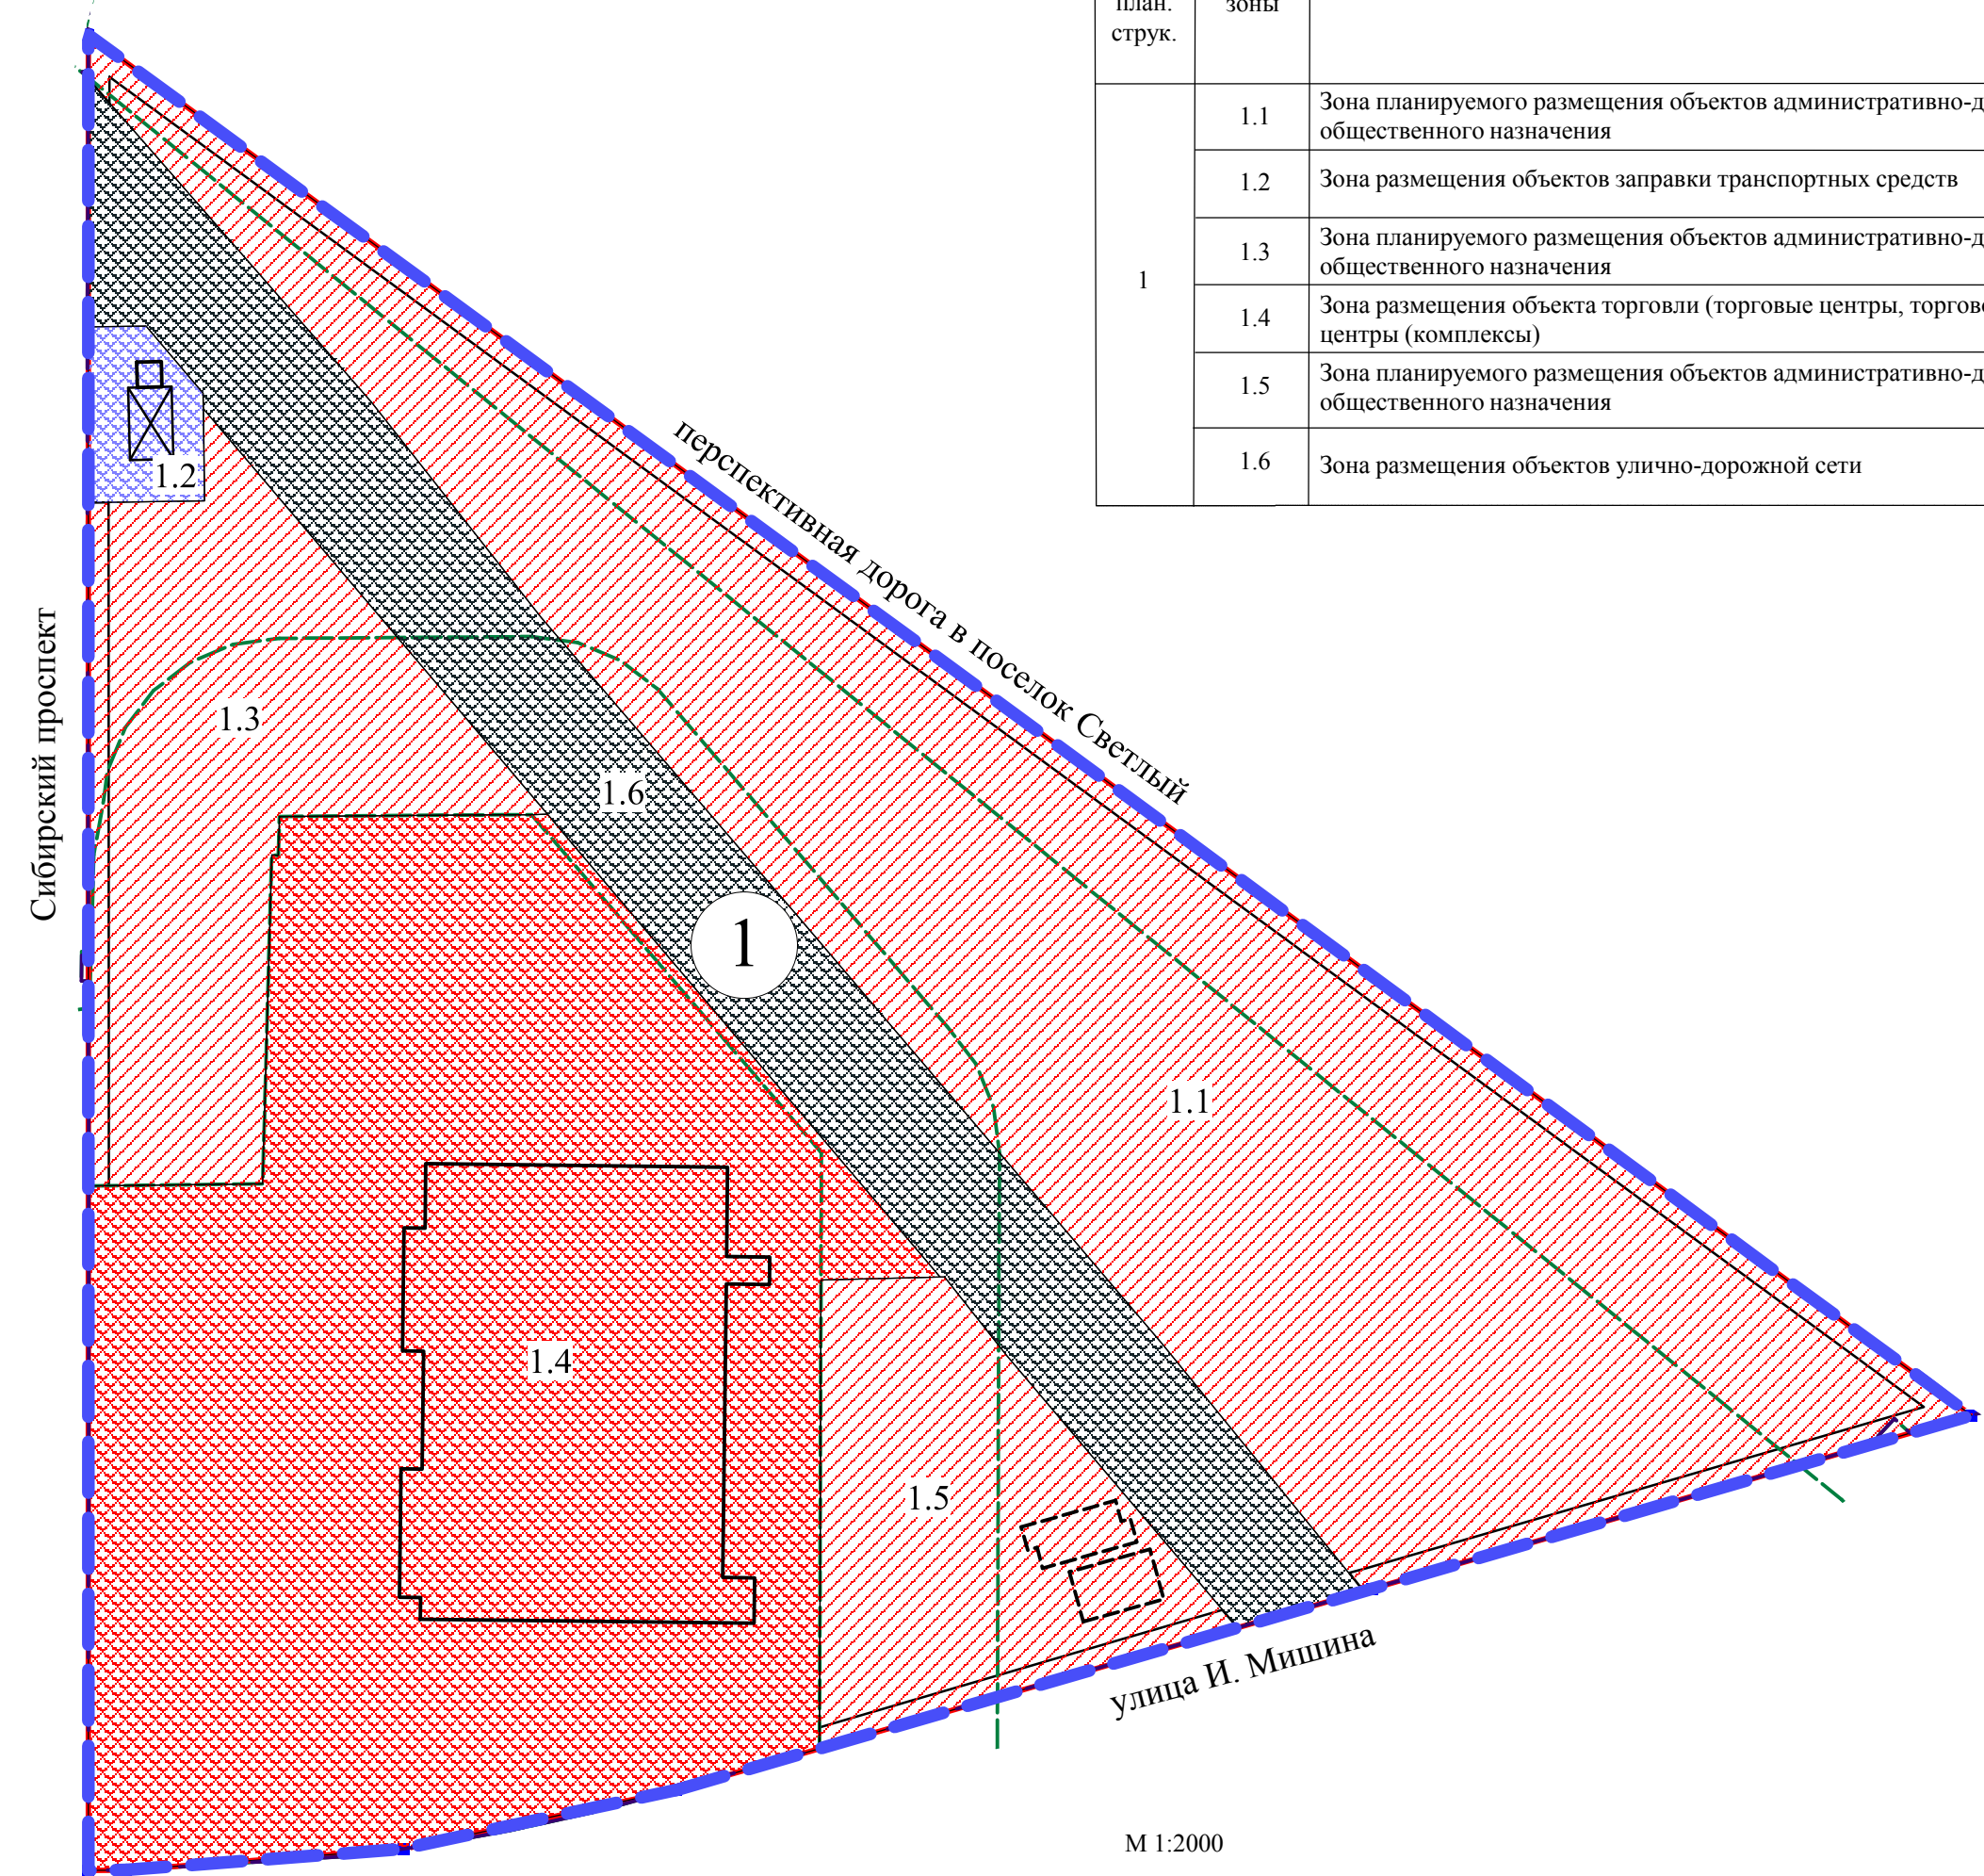 план.
зоны
струк.
1
1.1
Зона планируемого размещения объектов административно-д
общественного назначения
1.2
Зона размещения объектов заправки транспортных средств
1.3
Зона планируемого размещения объектов административно-д
общественного назначения
1.4
Зона размещения объекта торговли (торговые центры, торгов
центры (комплексы)
1.5
Зона планируемого размещения объектов административно-д
общественного назначения
1.6
Зона размещения объектов улично-дорожной сети
перспективная дорога в поселок Светлый
Сибирский проспект
1.2
1.3
1.6
1
1.1
1.4
1.5
улица И. Мишина
М 1:2000